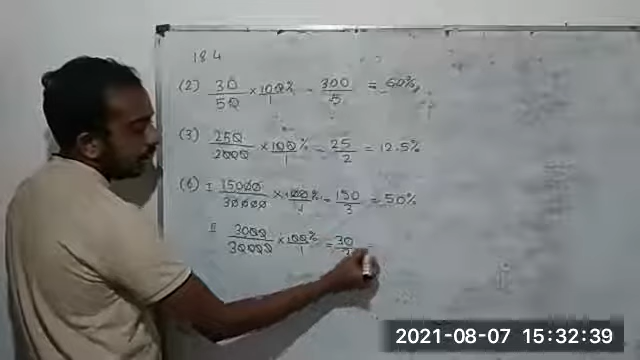 18.4
(2) 30/50 × 100%/1 = 300/5 = 60%
(3) 250/2000 × 100%/1 = 25/2 = 12.5%
(6) I 15000/30000 × 100%/1 = 150/3 = 50%
II 3000/30000 × 100%/1 = 30/ =
2021-08-07 15:32:39